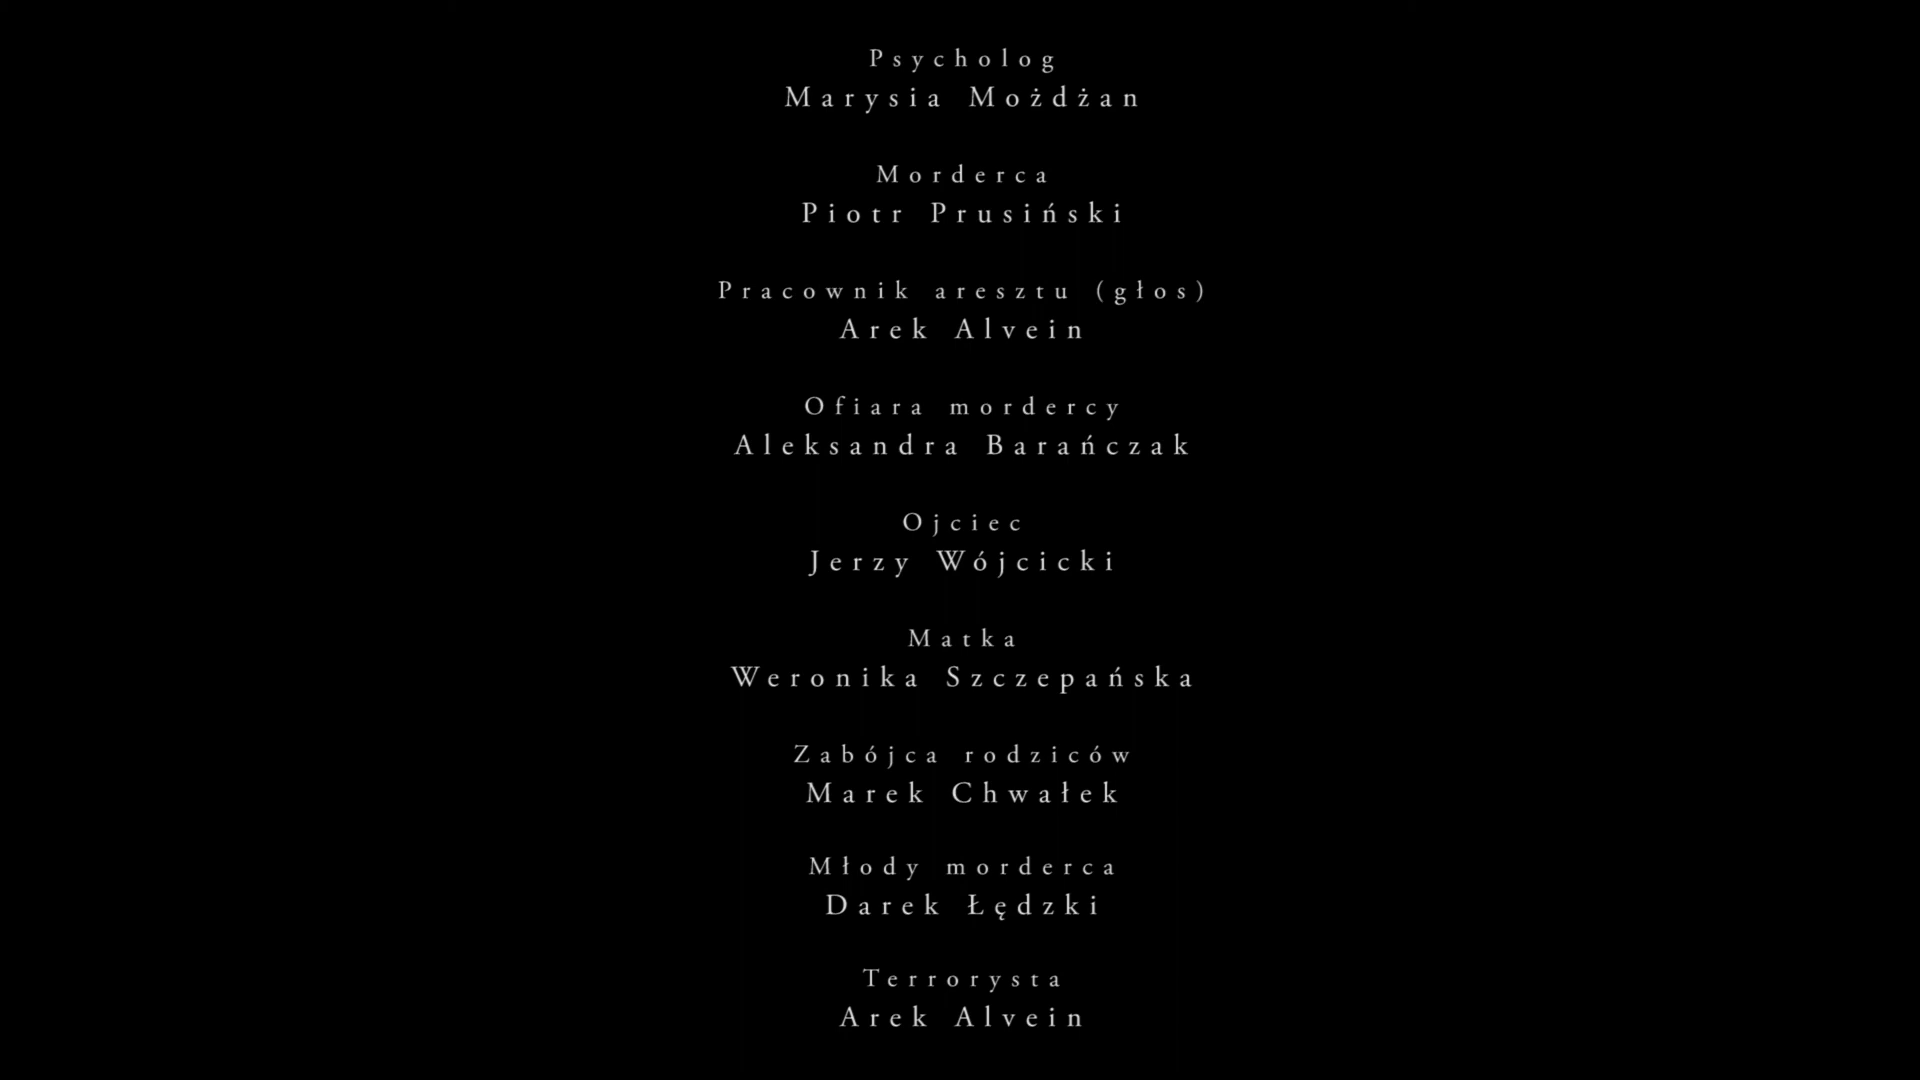 Psycholog
Marysia Możdżan
Morderca
Piotr Prusiński
Pracownik aresztu (głos)
Arek Alvein
Ofiara mordercy
Aleksandra Barańczak
Ojciec
Jerzy Wójcicki
Matka
Weronika Szczepańska
Zabójca rodziców
Marek Chwałek
Młody morderca
Darek Łędzki
Terrorysta
Arek Alvein